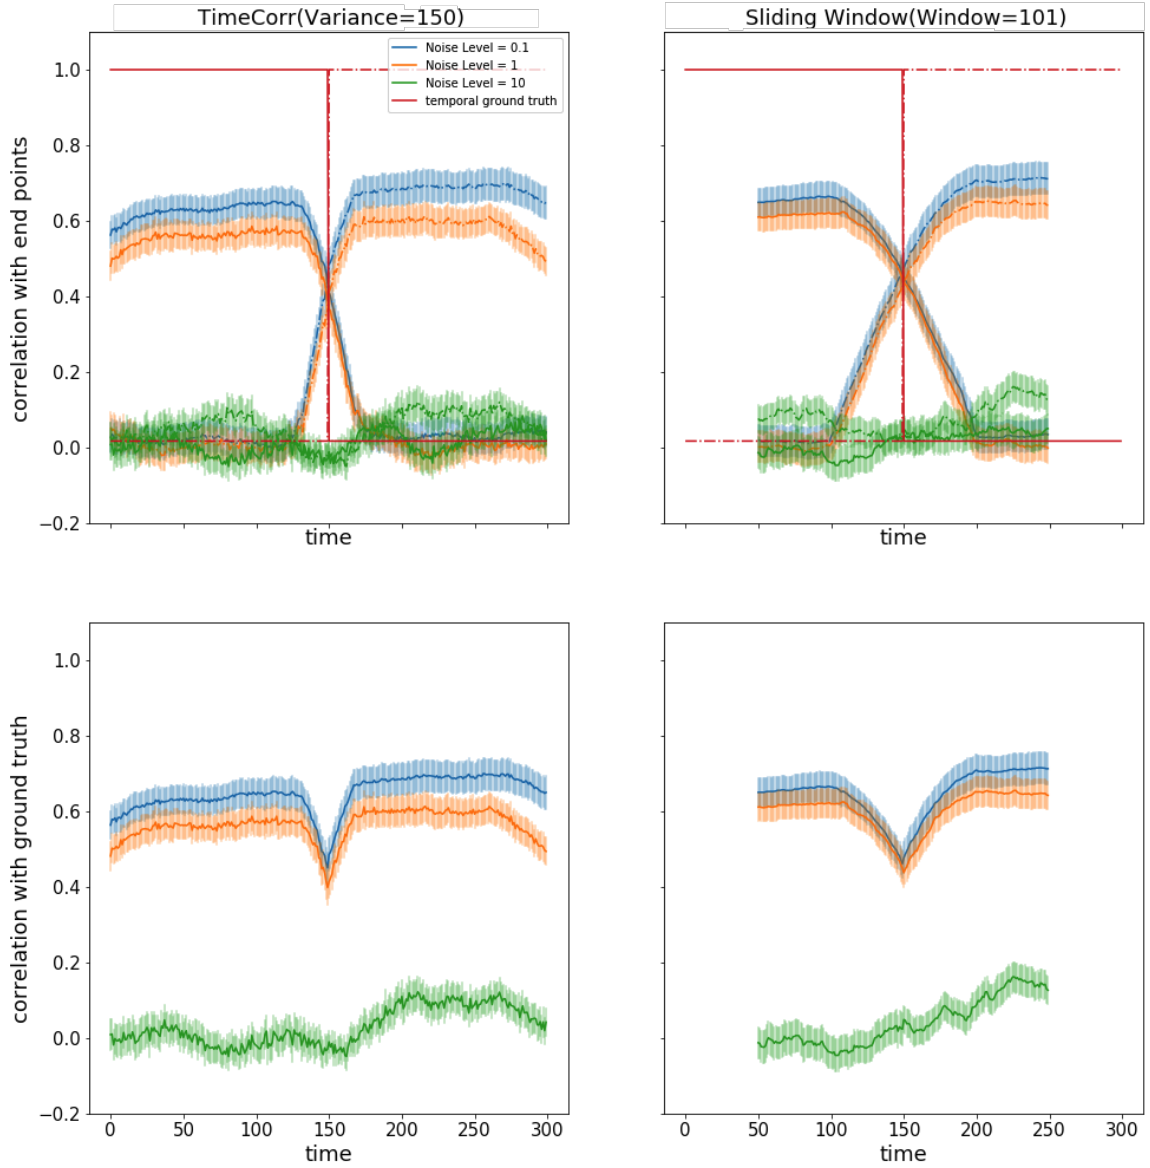 TimeCorr(Variance=150)
Sliding Window(Window=101)
Noise Level = 0.1
Noise Level = 1
Noise Level = 10
temporal ground truth
correlation with end points
1.0
0.8
0.6
0.4
0.2
0.0
−0.2
time
time
correlation with ground truth
1.0
0.8
0.6
0.4
0.2
0.0
−0.2
0 50 100 150 200 250 300
0 50 100 150 200 250 300
time
time